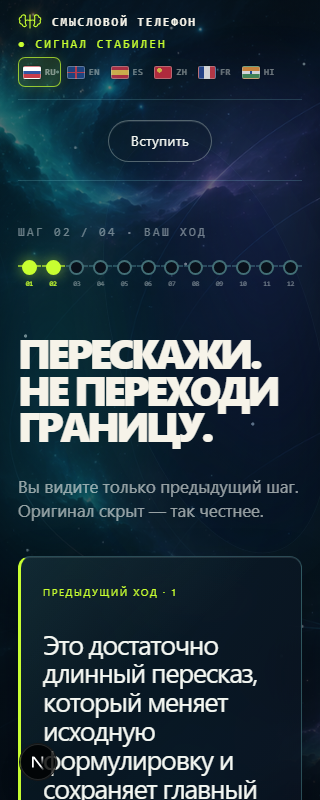 СМЫСЛОВОЙ ТЕЛЕФОН
СИГНАЛ СТАБИЛЕН
RU EN ES ZH FR HI
Вступить
ШАГ 02 / 04 · ВАШ ХОД
01 02 03 04 05 06 07 08 09 10 11 12
ПЕРЕСКАЖИ.
НЕ ПЕРЕХОДИ
ГРАНИЦУ.
Вы видите только предыдущий шаг.
Оригинал скрыт — так честнее.
ПРЕДЫДУЩИЙ ХОД · 1
Это достаточно
длинный пересказ,
который меняет
исходную
формулировку и
сохраняет главный
N